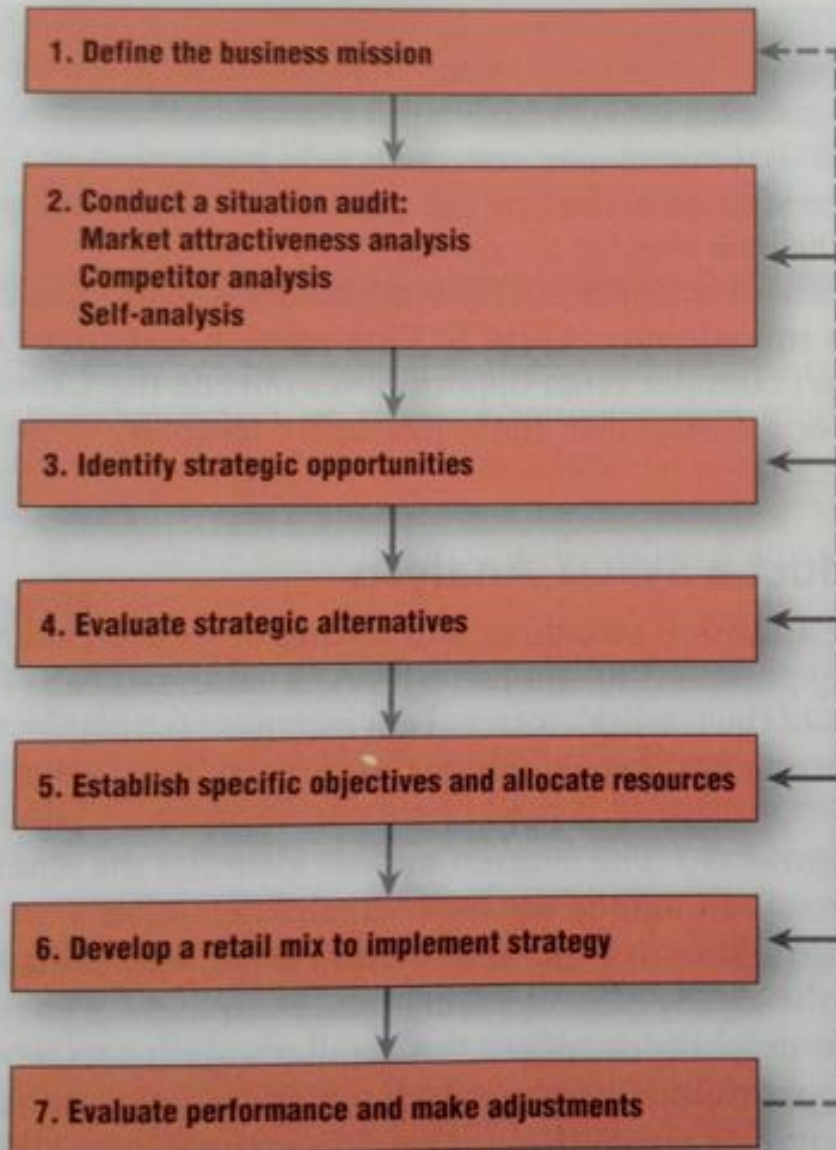 1. Define the business mission
2. Conduct a situation audit:
Market attractiveness analysis
Competitor analysis
Self-analysis
3. Identify strategic opportunities
4. Evaluate strategic alternatives
5. Establish specific objectives and allocate resources
6. Develop a retail mix to implement strategy
7. Evaluate performance and make adjustments